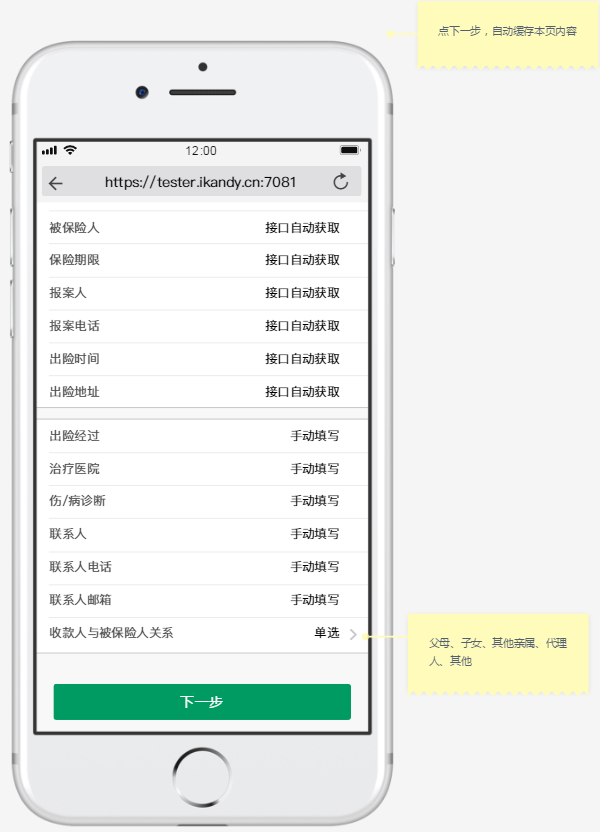 点下一步，自动缓存本页内容
12:00
https://tester.ikandy.cn:7081
被保险人 接口自动获取
保险期限 接口自动获取
报案人 接口自动获取
报案电话 接口自动获取
出险时间 接口自动获取
出险地址 接口自动获取
出险经过 手动填写
治疗医院 手动填写
伤/病诊断 手动填写
联系人 手动填写
联系人电话 手动填写
联系人邮箱 手动填写
收款人与被保险人关系 单选
父母、子女、其他亲属、代理
人、其他
下一步